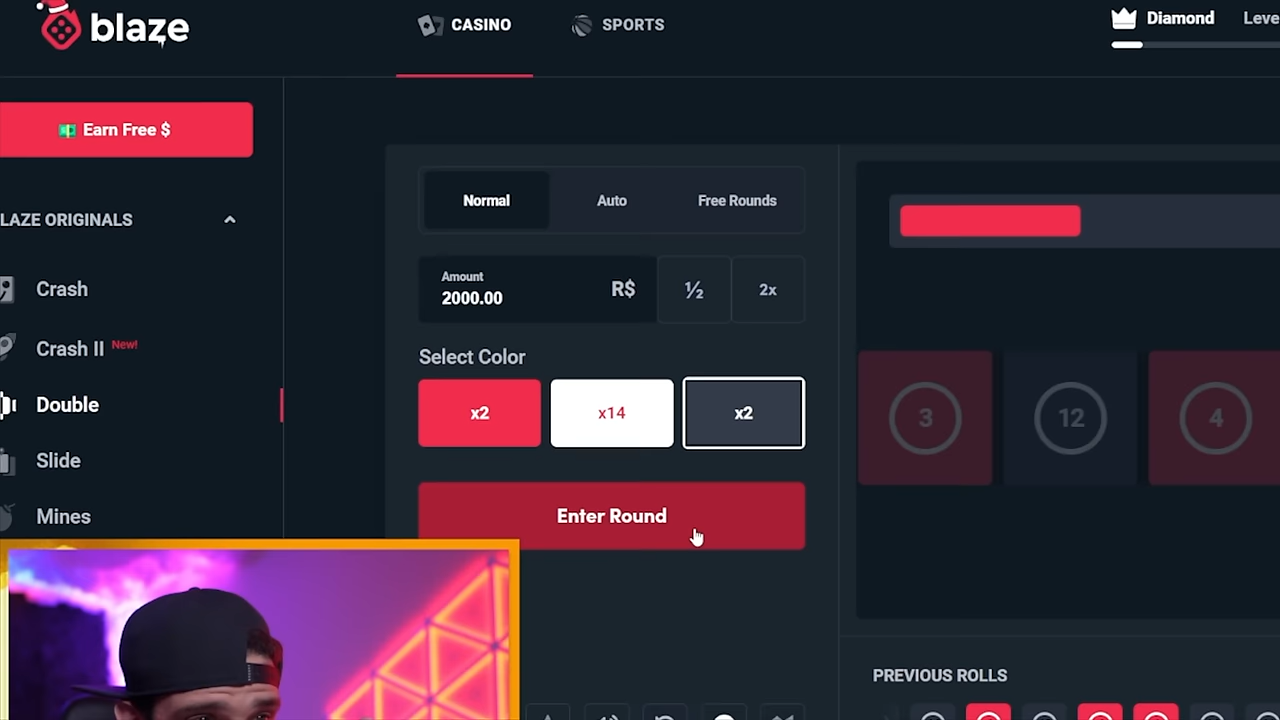 blaze
CASINO
SPORTS
Diamond
Leve
Earn Free $
LAZE ORIGINALS
Crash
Crash II New!
Double
Slide
Mines
Normal
Auto
Free Rounds
Amount
2000.00
R$
½
2x
Select Color
x2
x14
x2
Enter Round
3
12
4
PREVIOUS ROLLS